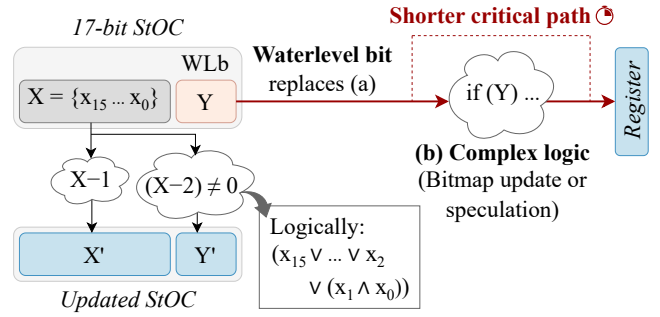 17-bit StOC
Shorter critical path
WLb
Waterlevel bit
replaces (a)
X = {x₁₅ ... x₀}
Y
if (Y) ...
Register
(b) Complex logic
(Bitmap update or
speculation)
X−1
(X−2) ≠ 0
Logically:
(x₁₅ ∨ ... ∨ x₂
∨ (x₁ ∧ x₀))
X'
Y'
Updated StOC